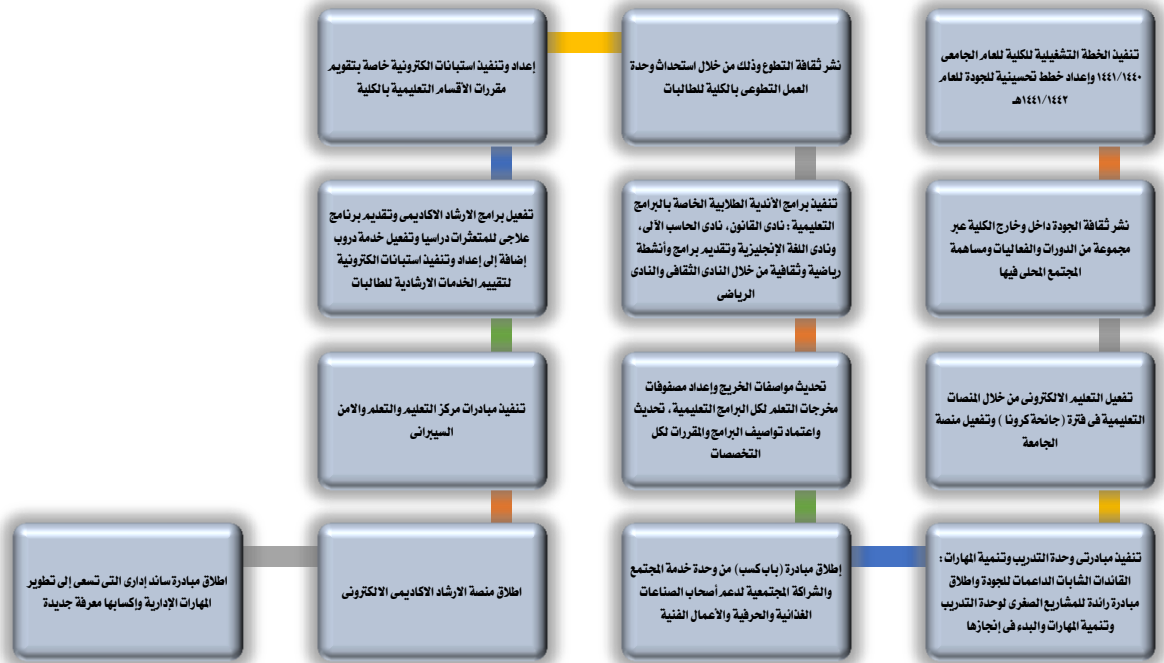 تنفيذ الخطة التشغيلية للكلية للعام الجامعى
١٤٤١/١٤٤٠ وإعداد خطط تحسينية للجودة للعام
١٤٤١/١٤٤٢هـ
نشر ثقافة الجودة داخل وخارج الكلية عبر
مجموعة من الدورات والفعاليات ومساهمة
المجتمع المحلى فيها
تفعيل التعليم الالكترونى من خلال المنصات
التعليمية فى فترة (جائحة كرونا ) وتفعيل منصة
الجامعة
تنفيذ مبادرتى وحدة التدريب وتنمية المهارات :
القائدات الشابات الداعمات للجودة واطلاق
مبادرة رائدة للمشاريع الصغرى لوحدة التدريب
وتنمية المهارات والبدء فى إنجازها
إطلاق مبادرة (باب كسب) من وحدة خدمة المجتمع
والشراكة المجتمعية لدعم أصحاب الصناعات
الغذائية والحرفية والأعمال الفنية
تحديث مواصفات الخريج وإعداد مصفوفات
مخرجات التعلم لكل البرامج التعليمية ، تحديث
واعتماد تواصيف البرامج والمقررات لكل
التخصصات
تنفيذ برامج الأندية الطلابية الخاصة بالبرامج
التعليمية : نادى القانون، نادى الحاسب الآلى ،
ونادى اللغة الإنجليزية وتقديم برامج وأنشطة
رياضية وثقافية من خلال النادى الثقافى والنادى
الرياضى
نشر ثقافة التطوع وذلك من خلال استحداث وحدة
العمل التطوعى بالكلية للطالبات
إعداد وتنفيذ استبانات الكترونية خاصة بتقويم
مقررات الأقسام التعليمية بالكلية
تفعيل برامج الارشاد الاكاديمى وتقديم برنامج
علاجى للمتعثرات دراسيا وتفعيل خدمة دروب
إضافة إلى إعداد وتنفيذ استبانات الكترونية
لتقييم الخدمات الارشادية للطالبات
تنفيذ مبادرات مركز التعليم والتعلم والامن
السيبرانى
اطلاق منصة الارشاد الاكاديمى الالكترونى
اطلاق مبادرة ساند إدارى التى تسعى إلى تطوير
المهارات الإدارية وإكسابها معرفة جديدة